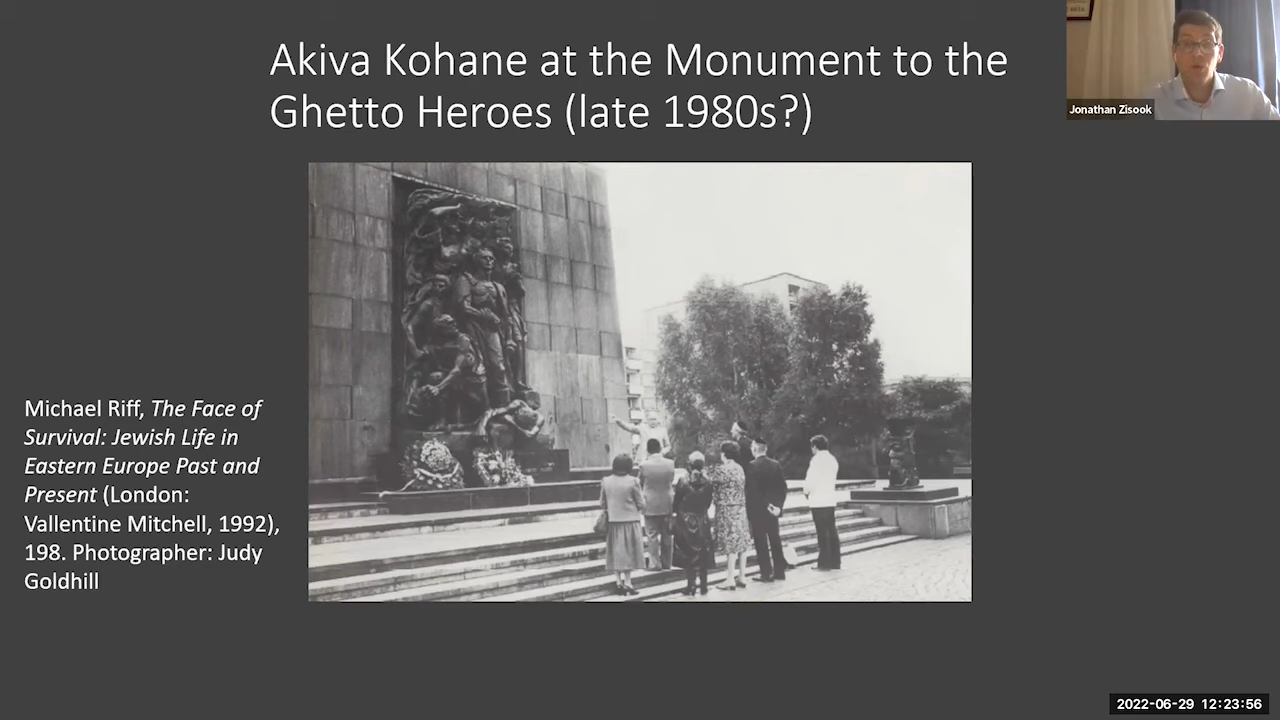 Akiva Kohane at the Monument to the
Ghetto Heroes (late 1980s?)
Jonathan Zisook
Michael Riff, The Face of
Survival: Jewish Life in
Eastern Europe Past and
Present (London:
Vallentine Mitchell, 1992),
198. Photographer: Judy
Goldhill
2022-06-29 12:23:56